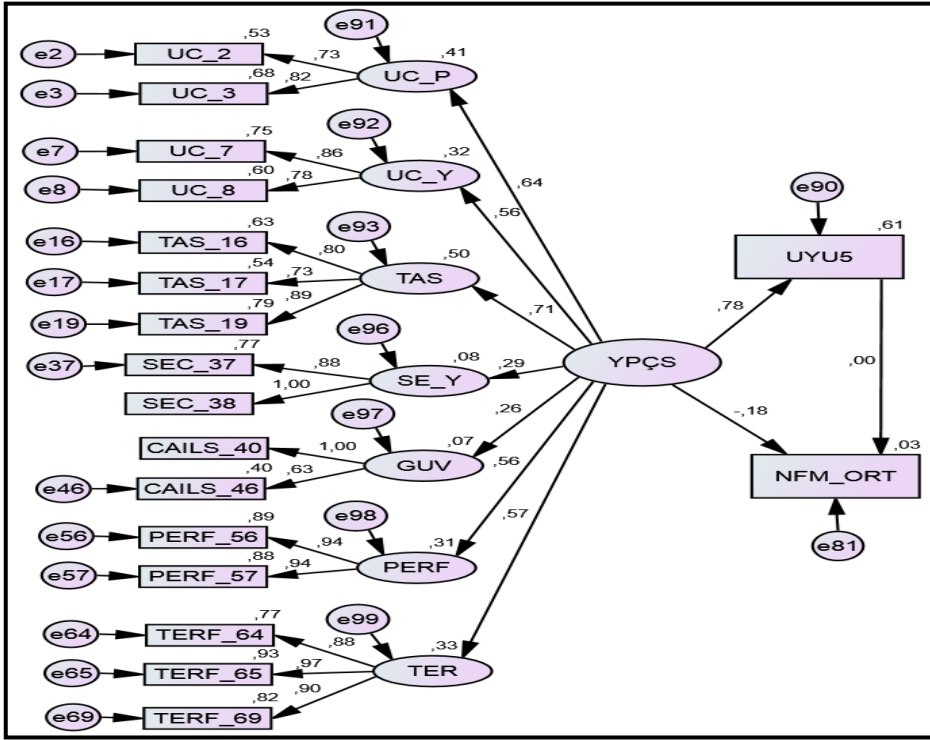 e91
,53
e2
UC_2
,73
,41
,68
,82
UC_P
e3
UC_3
e92
,75
e7
UC_7
,86
,32
,60
,78
UC_Y
e8
UC_8
,64
,56
e90
,63
e93
e16
TAS_16
,80
,50
,61
,54
,73
TAS
UYU5
e17
TAS_17
,79
,89
,71
,78
e19
TAS_19
,77
e96
e37
SEC_37
,88
,08
,29
YPÇS
,00
1,00
SE_Y
SEC_38
e97
,26
-,18
CAILS_40
1,00
,07
,56
,03
,40
,63
GUV
NFM_ORT
e46
CAILS_46
,57
,89
e98
e56
PERF_56
,94
,31
e81
,88
,94
PERF
e57
PERF_57
,77
e99
e64
TERF_64
,88
,33
,93
,97
TER
e65
TERF_65
,82
,90
e69
TERF_69